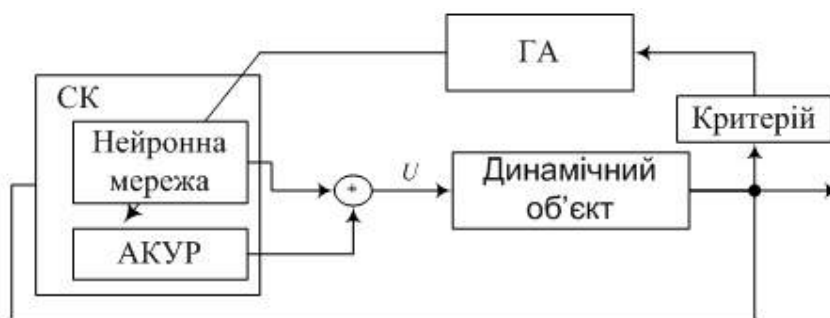 ГА
СК
Критерій
Нейронна
мережа
+
U
Динамічний
об’єкт
АКУР